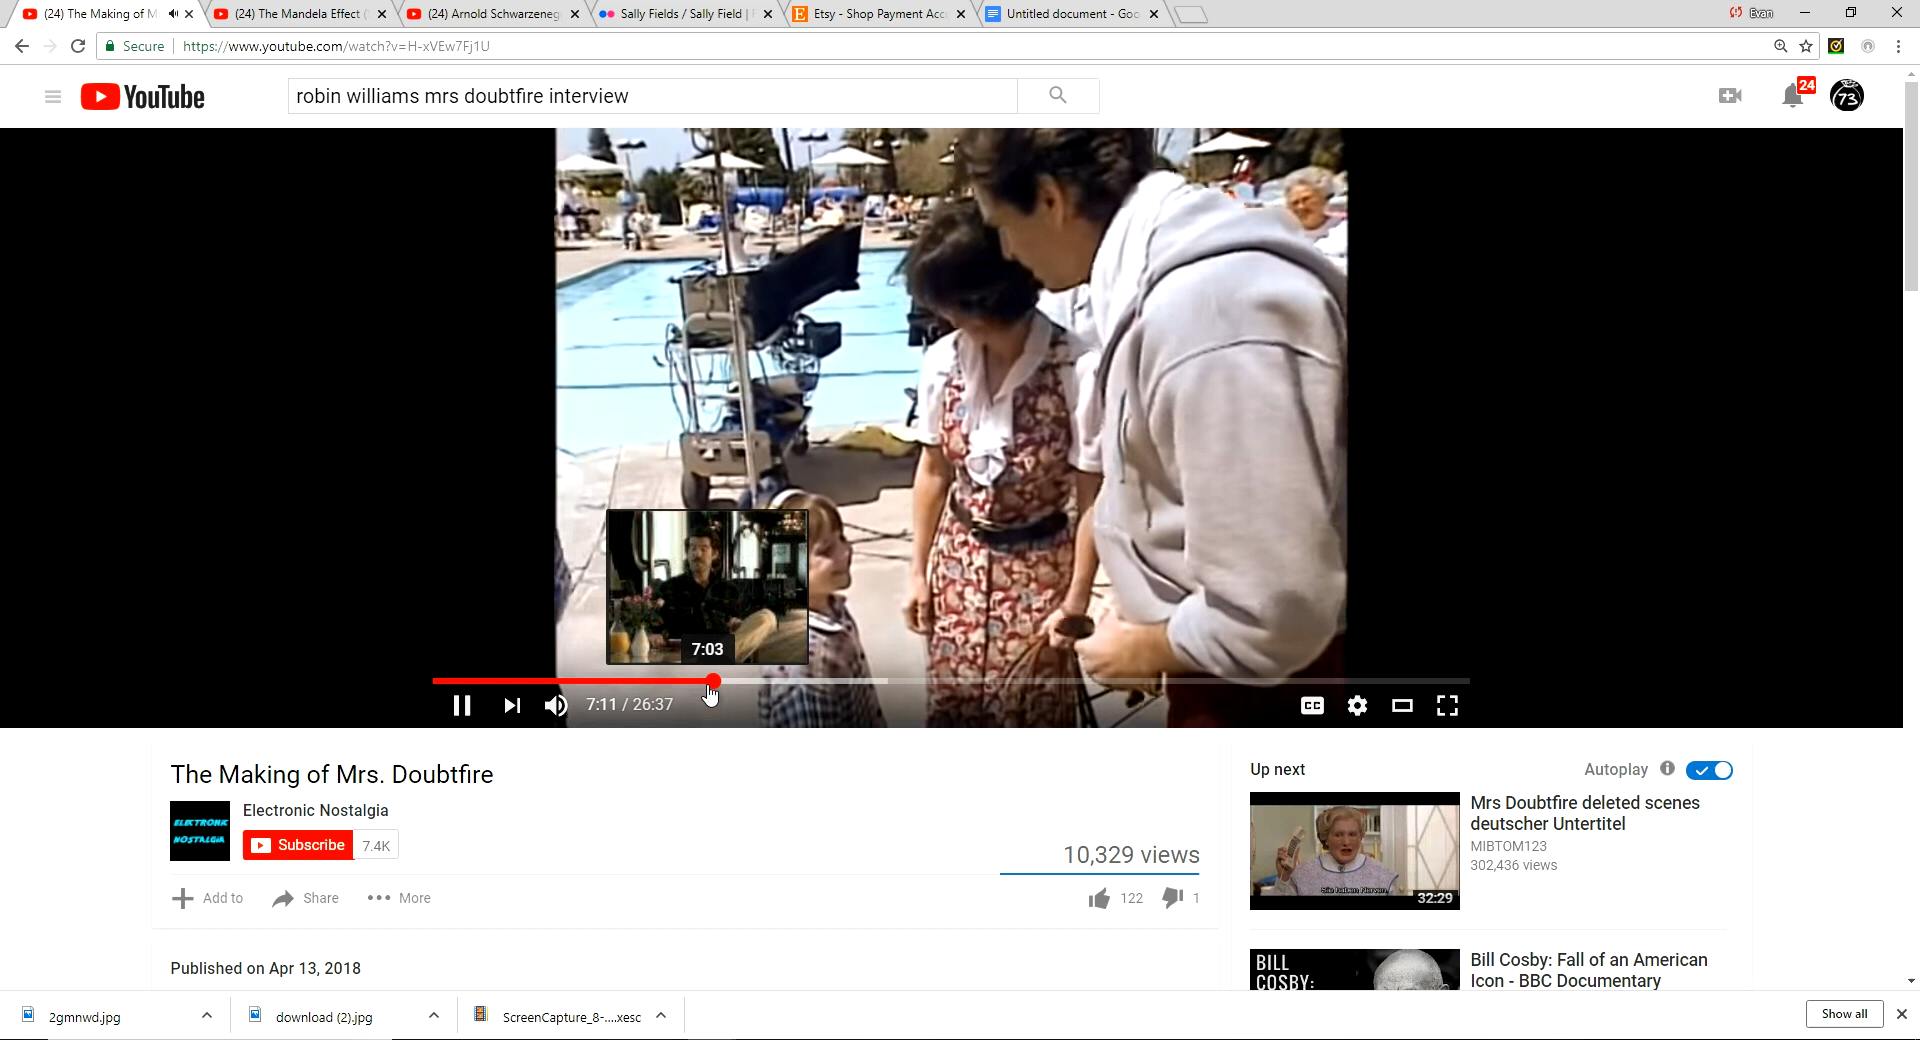 (24) The Making of M
(24) The Mandela Effect (
(24) Arnold Schwarzeneg
Sally Fields / Sally Field |
Etsy - Shop Payment Acc
Untitled document - Goo
Evan
Secure
https://www.youtube.com/watch?v=H-xVEw7Fj1U
YouTube
robin williams mrs doubtfire interview
24
73
7:03
7:11 / 26:37
CC
The Making of Mrs. Doubtfire
ELECTRONIC
NOSTALGIA
Electronic Nostalgia
Subscribe 7.4K
10,329 views
Add to
Share
More
122
1
Published on Apr 13, 2018
Up next
Autoplay
32:29
Mrs Doubtfire deleted scenes
deutscher Untertitel
MIBTOM123
302,436 views
BILL
COSBY:
Bill Cosby: Fall of an American
Icon - BBC Documentary
2gmnwd.jpg
download (2).jpg
ScreenCapture_8-....xesc
Show all